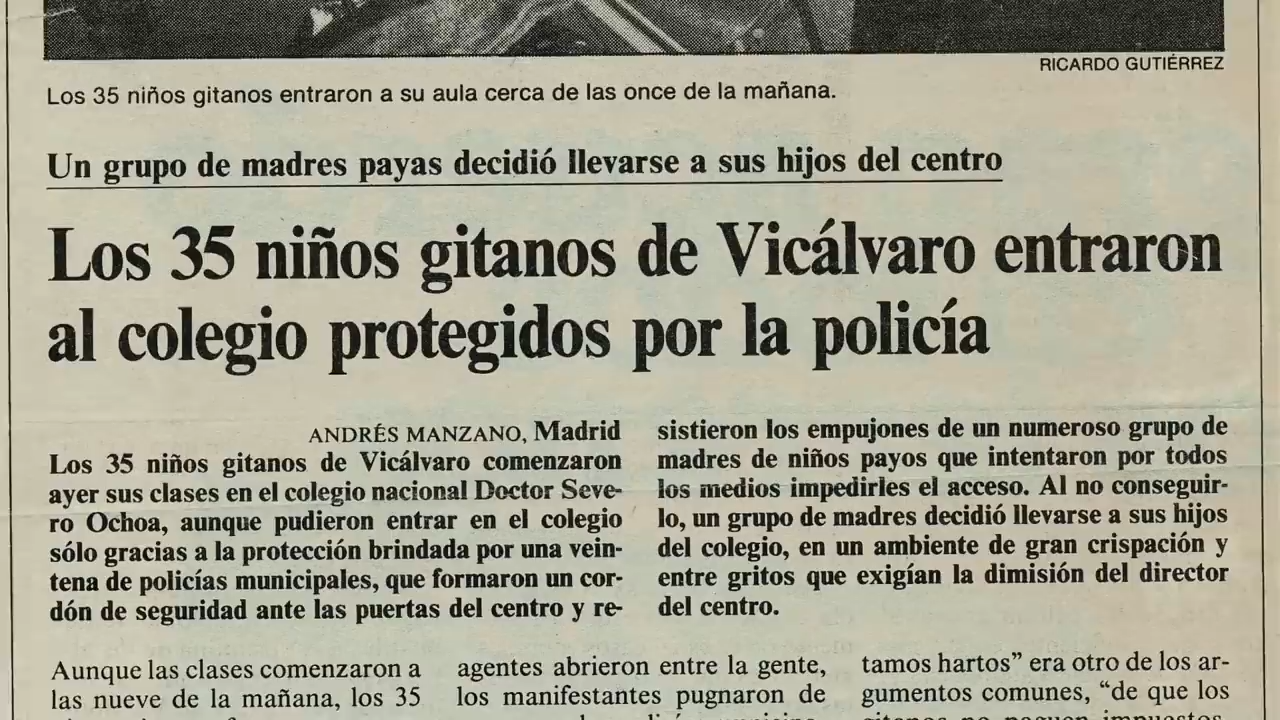 RICARDO GUTIÉRREZ
Los 35 niños gitanos entraron a su aula cerca de las once de la mañana.
Un grupo de madres payas decidió llevarse a sus hijos del centro
Los 35 niños gitanos de Vicálvaro entraron
al colegio protegidos por la policía
ANDRÉS MANZANO, Madrid
Los 35 niños gitanos de Vicálvaro comenzaron
ayer sus clases en el colegio nacional Doctor Seve-
ro Ochoa, aunque pudieron entrar en el colegio
sólo gracias a la protección brindada por una vein-
tena de policías municipales, que formaron un cor-
dón de seguridad ante las puertas del centro y re-
sistieron los empujones de un numeroso grupo de
madres de niños payos que intentaron por todos
los medios impedirles el acceso. Al no conseguir-
lo, un grupo de madres decidió llevarse a sus hijos
del colegio, en un ambiente de gran crispación y
entre gritos que exigían la dimisión del director
del centro.
Aunque las clases comenzaron a
las nueve de la mañana, los 35
agentes abrieron entre la gente,
los manifestantes pugnaron de
tamos hartos” era otro de los ar-
gumentos comunes, “de que los